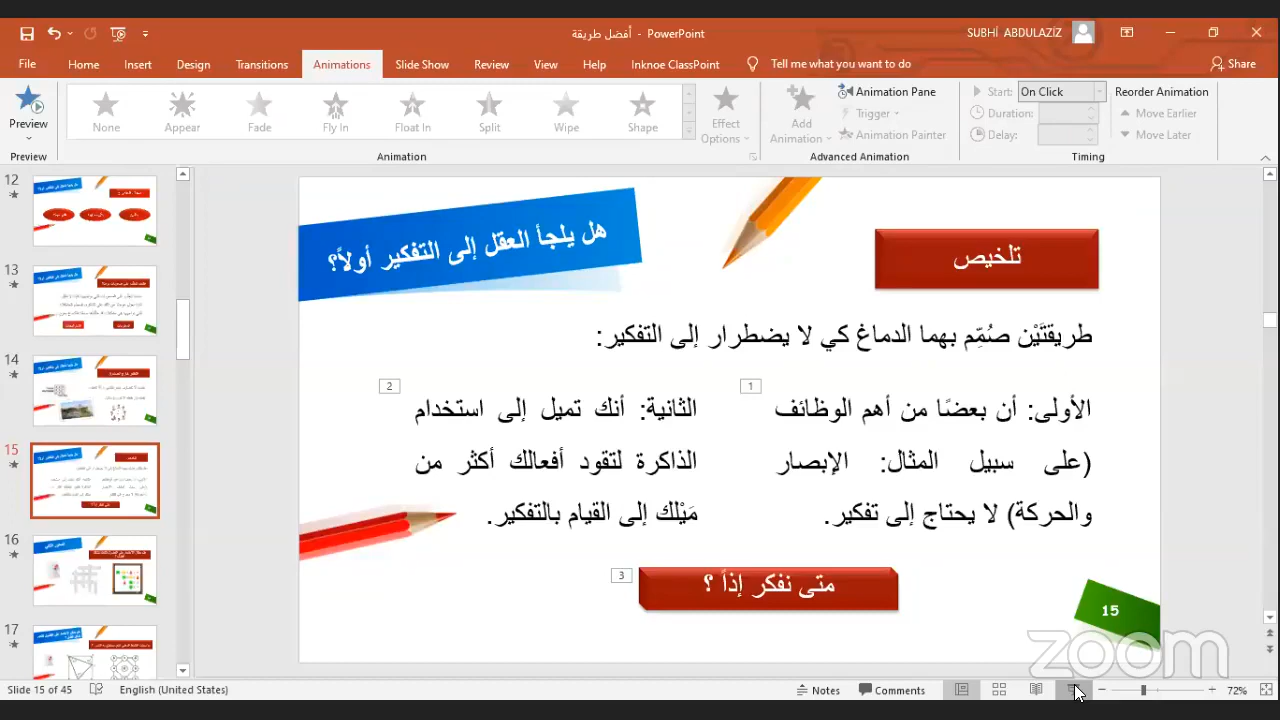 أفضل طريقة - PowerPoint
SUBHİ ABDULAZİZ
File Home Insert Design Transitions Animations Slide Show Review View Help Inknoe ClassPoint Tell me what you want to do Share
Preview
None Appear Fade Fly In Float In Split Wipe Shape
Effect Options
Add Animation
Animation Pane
Trigger
Animation Painter
Start: On Click
Duration:
Delay:
Reorder Animation
Move Earlier
Move Later
Preview Animation Advanced Animation Timing
12
13
14
15
16
17
هل يلجأ العقل إلى التفكير أولاً؟
تلخيص
طريقتَيْن صُمِّم بهما الدماغ كي لا يضطرار إلى التفكير:
1
الأولى: أن بعضًا من أهم الوظائف
(على سبيل المثال: الإبصار
والحركة) لا يحتاج إلى تفكير.
2
الثانية: أنك تميل إلى استخدام
الذاكرة لتقود أفعالك أكثر من
مَيْلك إلى القيام بالتفكير.
3
متى نفكر إذاً ؟
15
zoom
Slide 15 of 45 English (United States) Notes Comments 72%